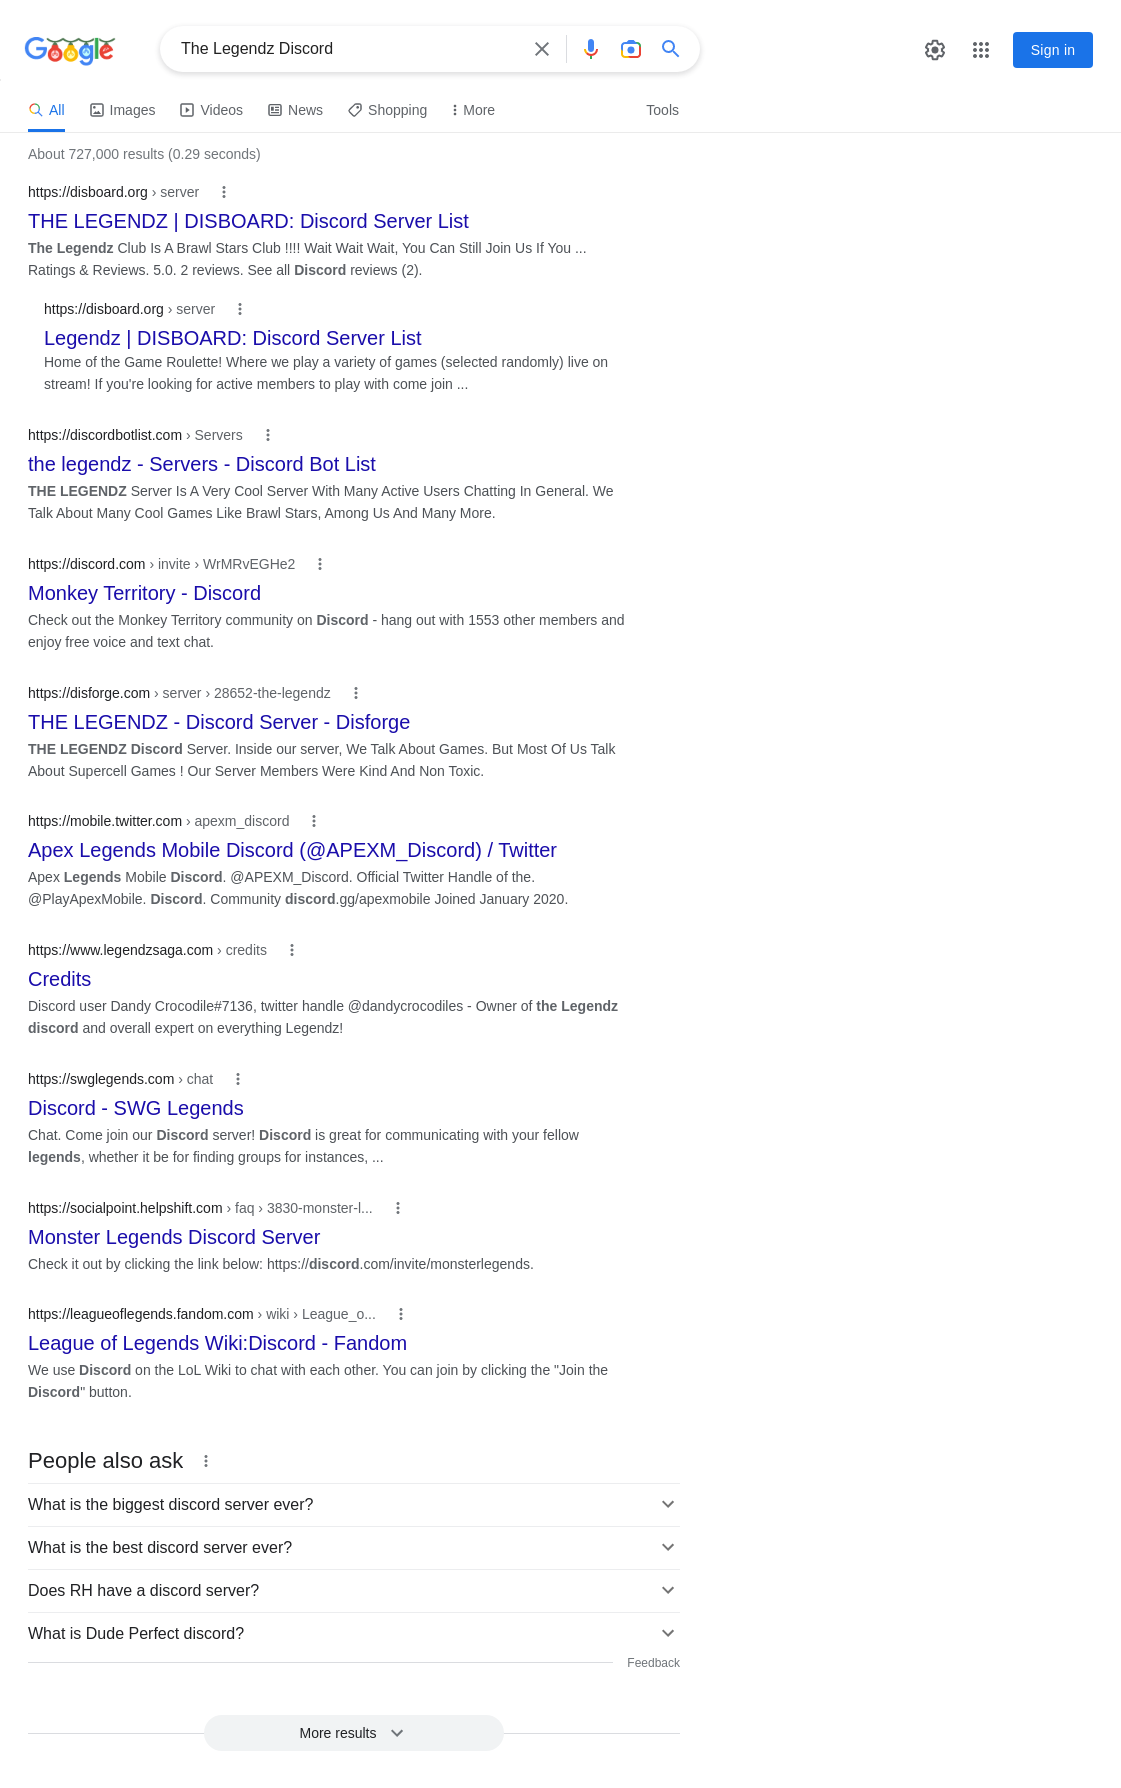 Google
The Legendz Discord
Sign in
All
Images
Videos
News
Shopping
More
Tools
About 727,000 results (0.29 seconds)
https://disboard.org › server
THE LEGENDZ | DISBOARD: Discord Server List
The Legendz Club Is A Brawl Stars Club !!!! Wait Wait Wait, You Can Still Join Us If You ...
Ratings & Reviews. 5.0. 2 reviews. See all Discord reviews (2).
https://disboard.org › server
Legendz | DISBOARD: Discord Server List
Home of the Game Roulette! Where we play a variety of games (selected randomly) live on
stream! If you're looking for active members to play with come join ...
https://discordbotlist.com › Servers
the legendz - Servers - Discord Bot List
THE LEGENDZ Server Is A Very Cool Server With Many Active Users Chatting In General. We
Talk About Many Cool Games Like Brawl Stars, Among Us And Many More.
https://discord.com › invite › WrMRvEGHe2
Monkey Territory - Discord
Check out the Monkey Territory community on Discord - hang out with 1553 other members and
enjoy free voice and text chat.
https://disforge.com › server › 28652-the-legendz
THE LEGENDZ - Discord Server - Disforge
THE LEGENDZ Discord Server. Inside our server, We Talk About Games. But Most Of Us Talk
About Supercell Games ! Our Server Members Were Kind And Non Toxic.
https://mobile.twitter.com › apexm_discord
Apex Legends Mobile Discord (@APEXM_Discord) / Twitter
Apex Legends Mobile Discord. @APEXM_Discord. Official Twitter Handle of the.
@PlayApexMobile. Discord. Community discord.gg/apexmobile Joined January 2020.
https://www.legendzsaga.com › credits
Credits
Discord user Dandy Crocodile#7136, twitter handle @dandycrocodiles - Owner of the Legendz
discord and overall expert on everything Legendz!
https://swglegends.com › chat
Discord - SWG Legends
Chat. Come join our Discord server! Discord is great for communicating with your fellow
legends, whether it be for finding groups for instances, ...
https://socialpoint.helpshift.com › faq › 3830-monster-l...
Monster Legends Discord Server
Check it out by clicking the link below: https://discord.com/invite/monsterlegends.
https://leagueoflegends.fandom.com › wiki › League_o...
League of Legends Wiki:Discord - Fandom
We use Discord on the LoL Wiki to chat with each other. You can join by clicking the "Join the
Discord" button.
People also ask
What is the biggest discord server ever?
What is the best discord server ever?
Does RH have a discord server?
What is Dude Perfect discord?
Feedback
More results